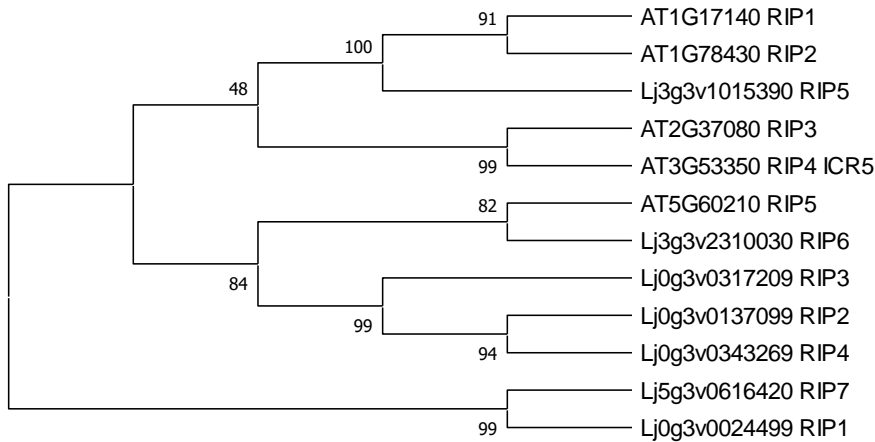 91
AT1G17140 RIP1
100
AT1G78430 RIP2
48
Lj3g3v1015390 RIP5
AT2G37080 RIP3
99
AT3G53350 RIP4 ICR5
82
AT5G60210 RIP5
Lj3g3v2310030 RIP6
84
Lj0g3v0317209 RIP3
99
Lj0g3v0137099 RIP2
94
Lj0g3v0343269 RIP4
Lj5g3v0616420 RIP7
99
Lj0g3v0024499 RIP1